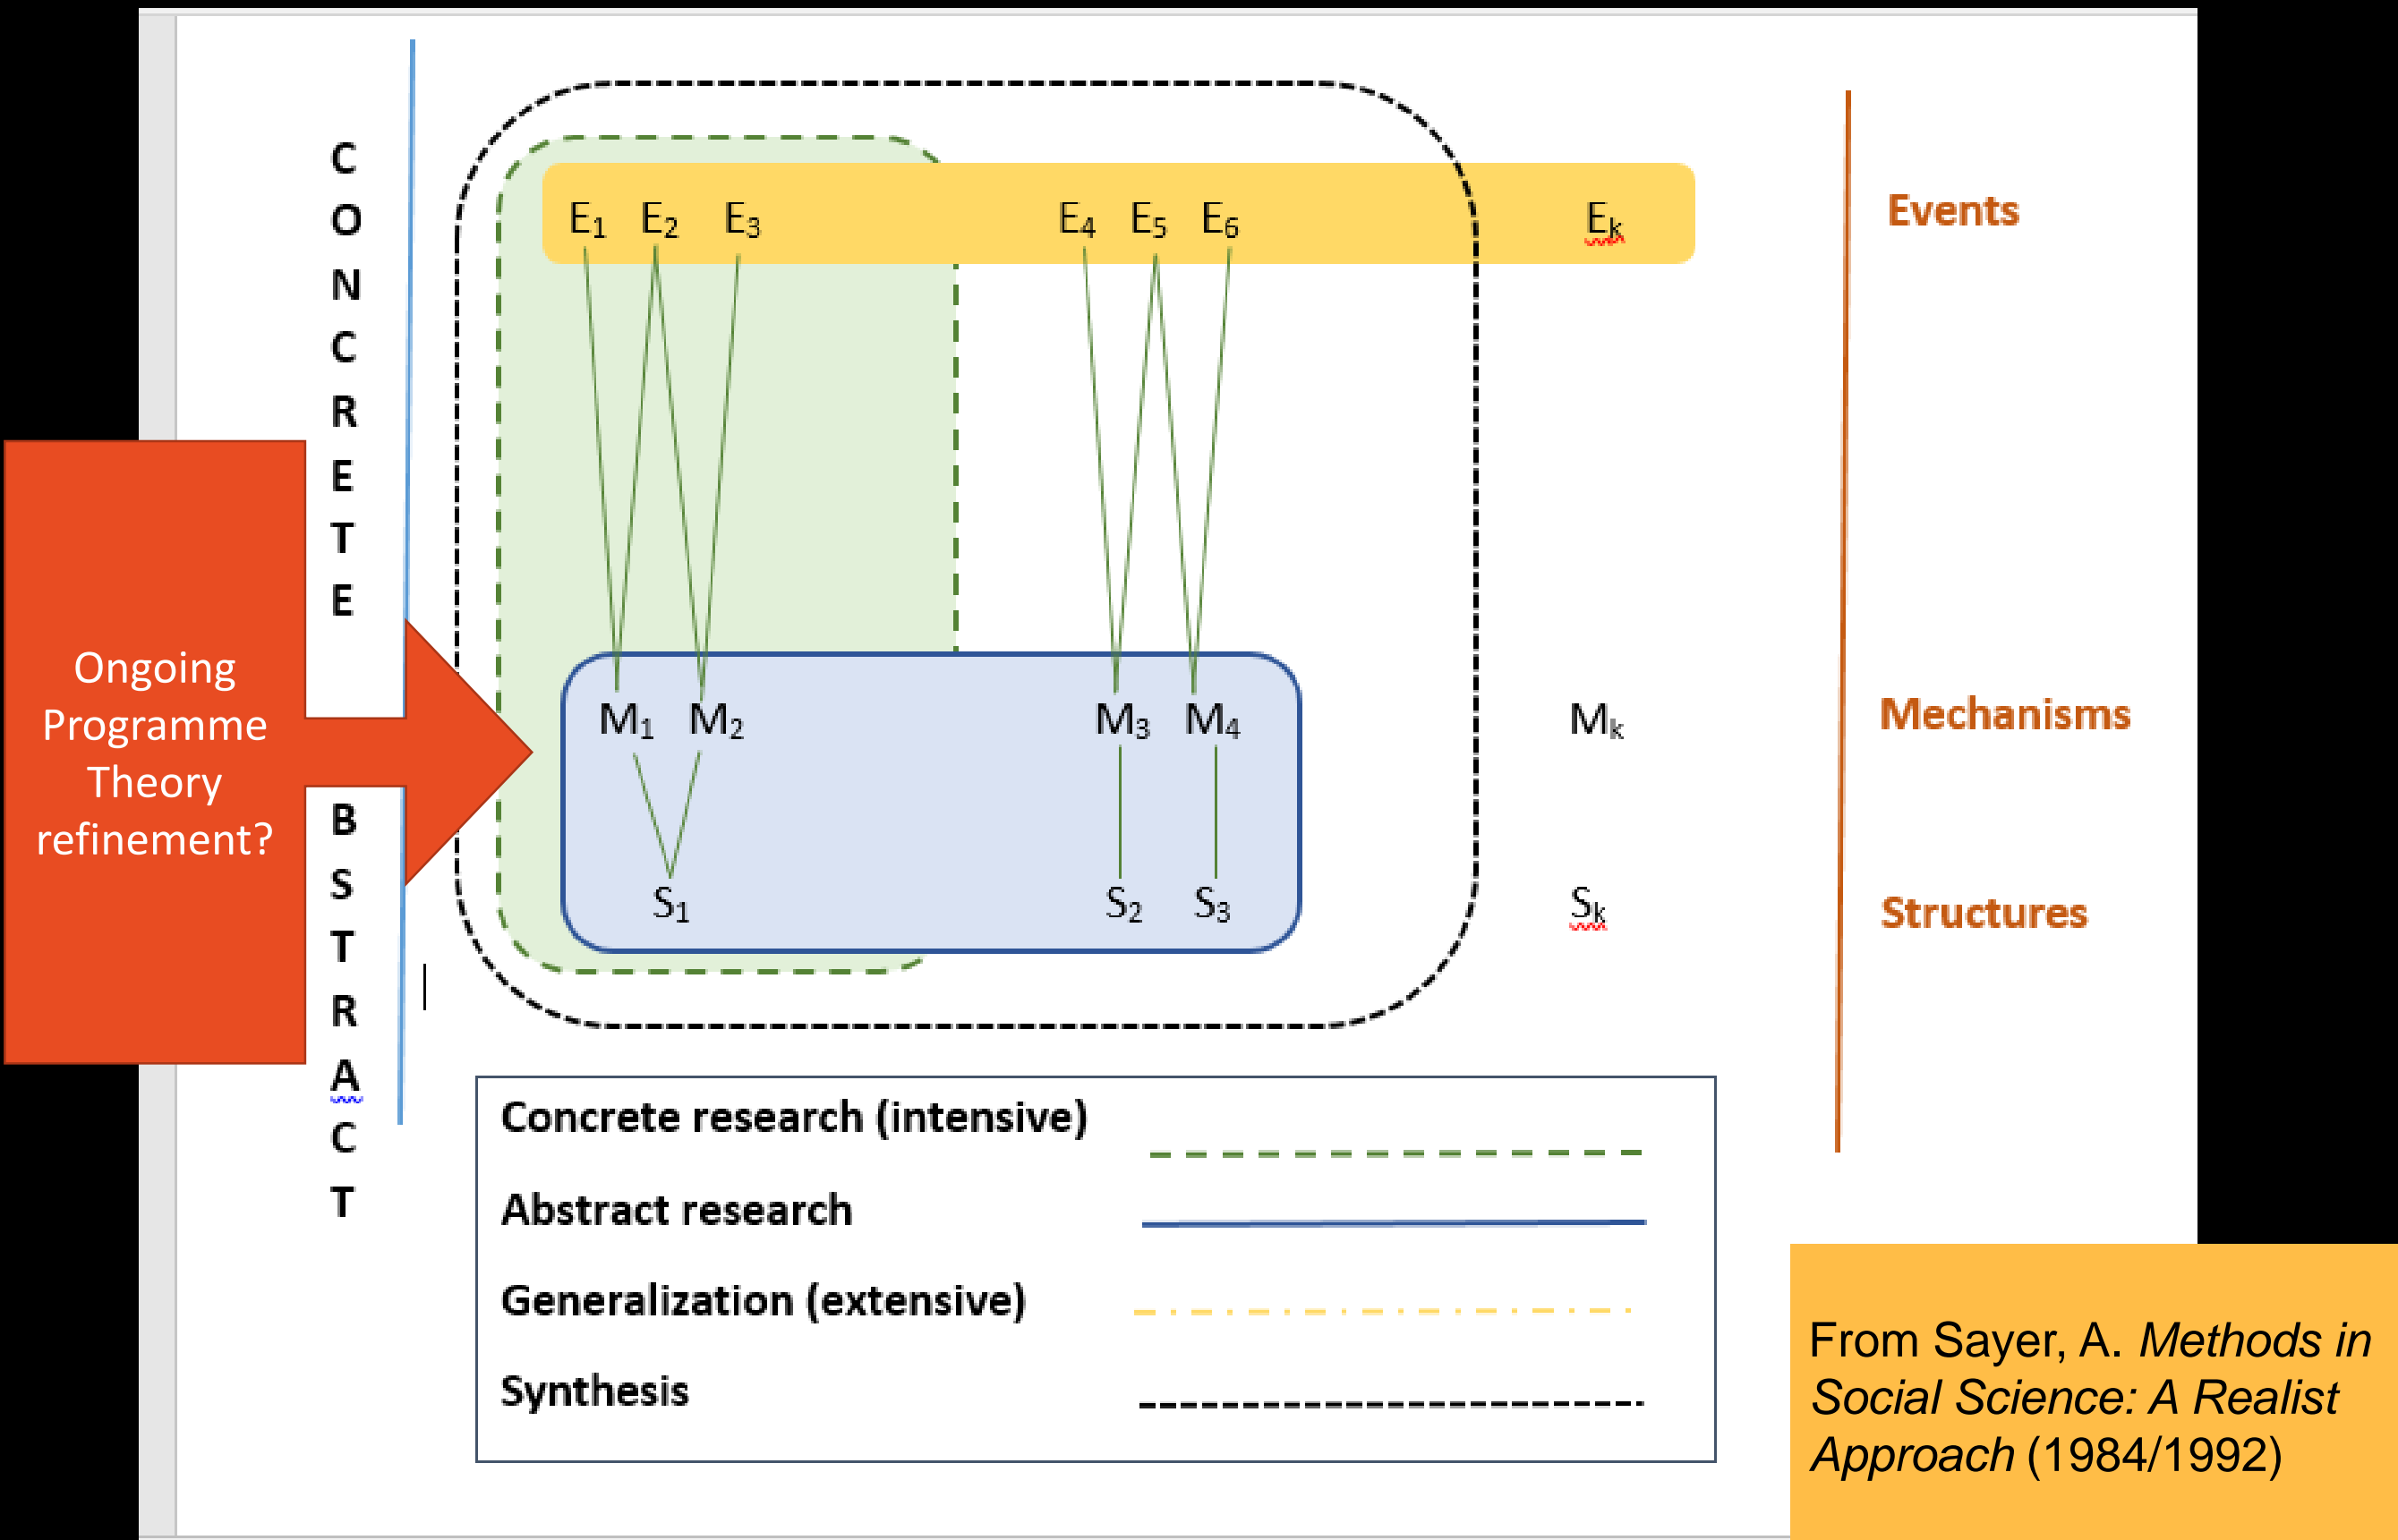 C
O
N
C
R
E
T
E
B
S
T
R
A
C
T
Ongoing
Programme
Theory
refinement?
E₁ E₂ E₃ E₄ E₅ E₆ Eₖ
Events
M₁ M₂ M₃ M₄ Mₖ
Mechanisms
S₁ S₂ S₃ Sₖ
Structures
Concrete research (intensive)
Abstract research
Generalization (extensive)
Synthesis
From Sayer, A. Methods in
Social Science: A Realist
Approach (1984/1992)